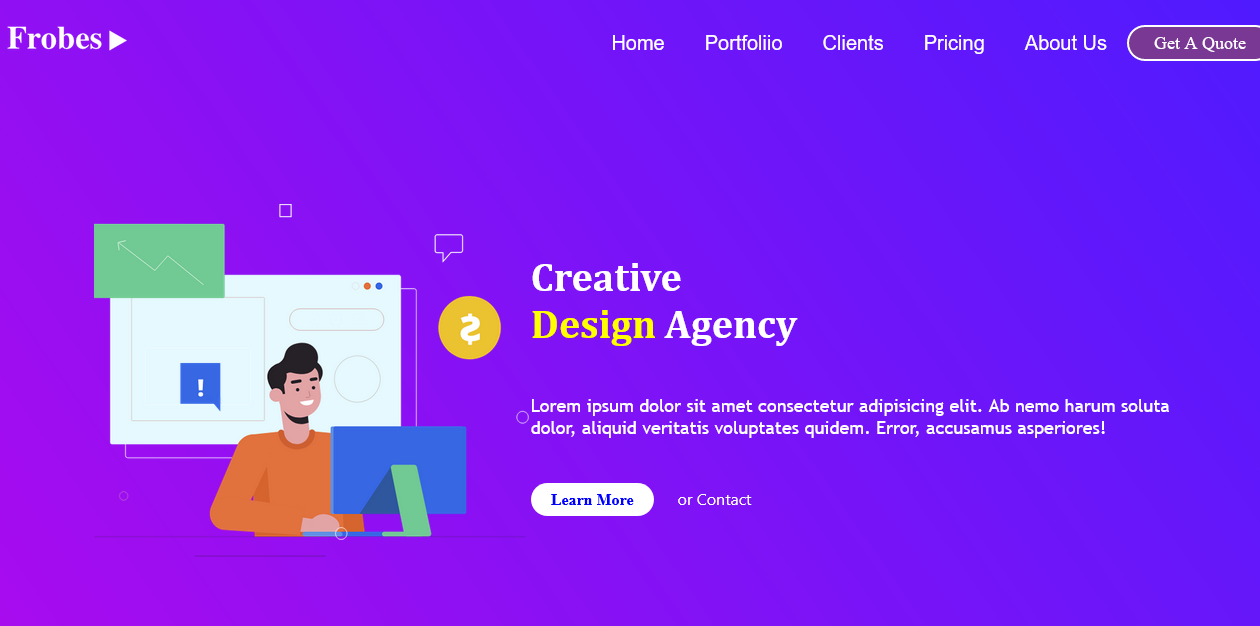 Frobes
Home Portfoliio Clients Pricing About Us Get A Quote
Creative
Design Agency
Lorem ipsum dolor sit amet consectetur adipisicing elit. Ab nemo harum soluta
dolor, aliquid veritatis voluptates quidem. Error, accusamus asperiores!
Learn More or Contact
$
!